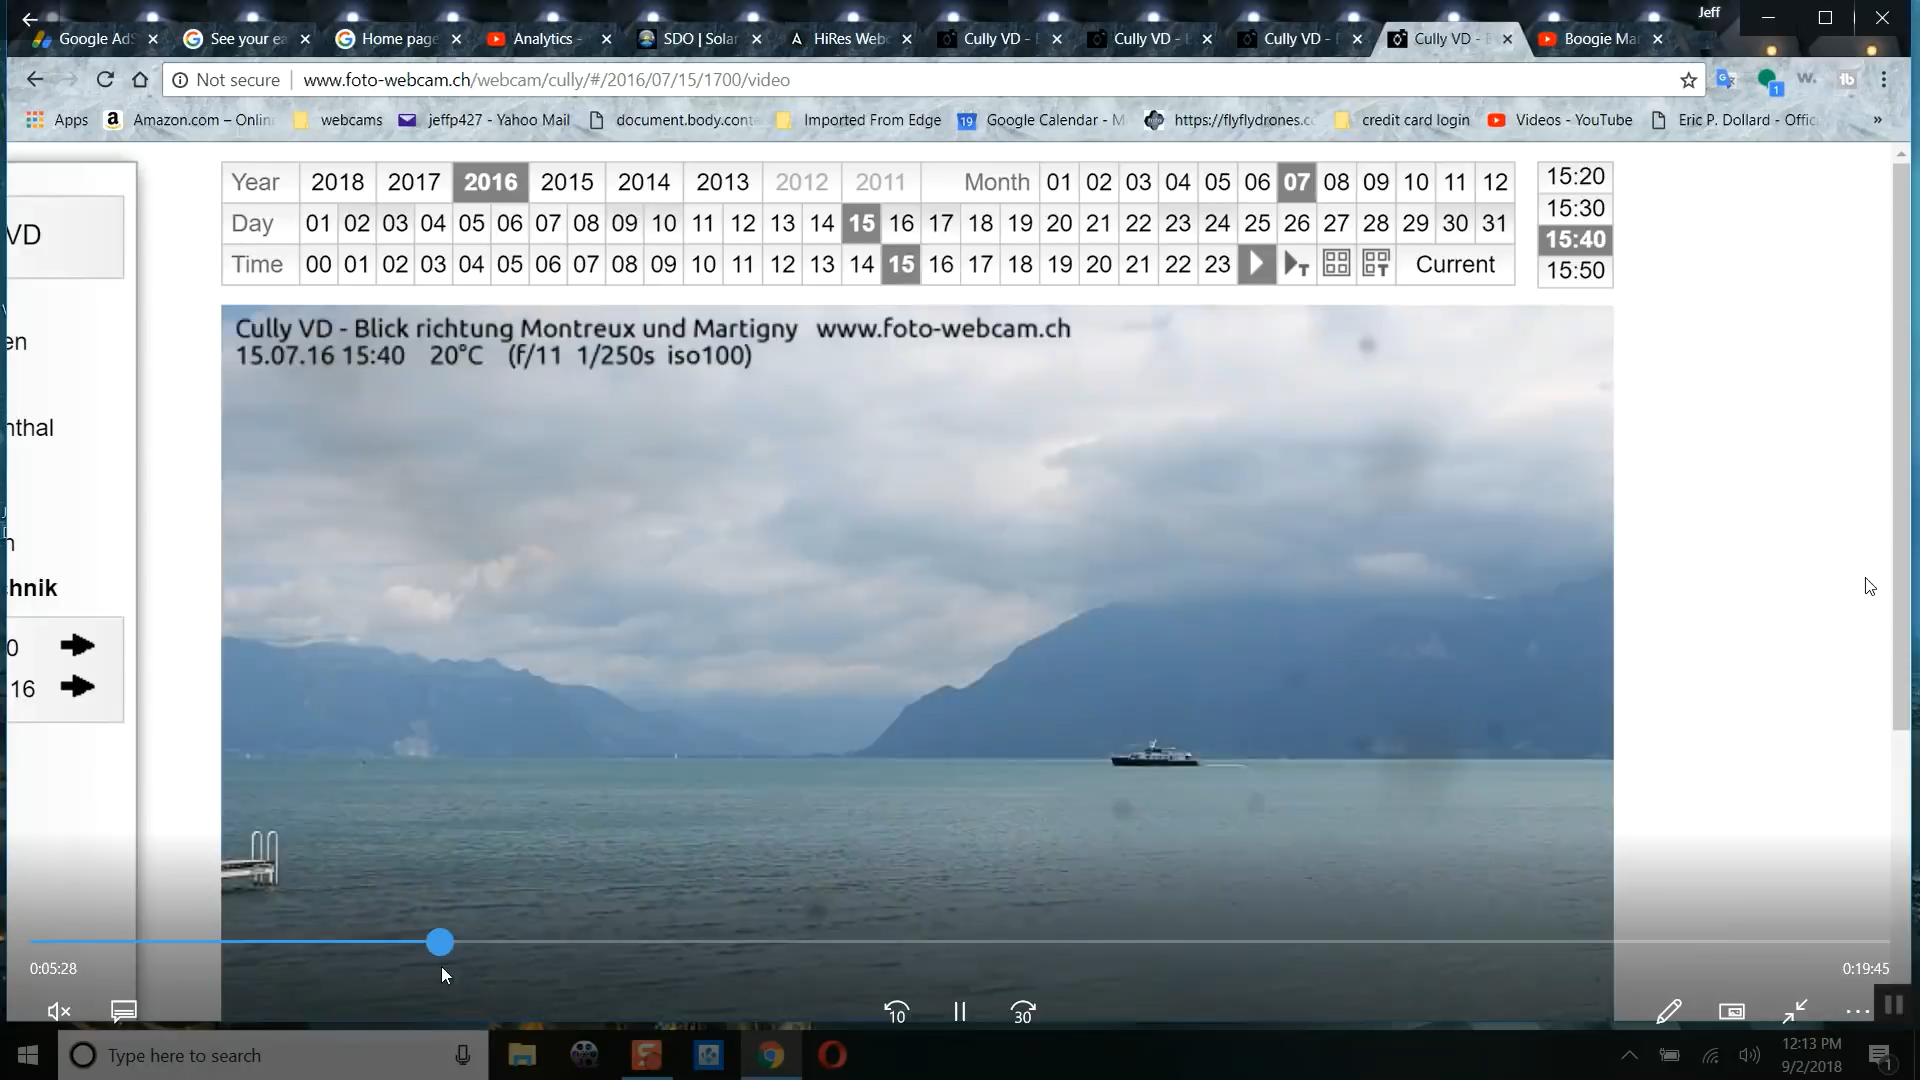 Jeff
Google AdS
See your ea
Home page
Analytics -
SDO | Solar
HiRes Webc
Cully VD - E
Cully VD - E
Cully VD - F
Cully VD - E
Boogie Man
Not secure
www.foto-webcam.ch/webcam/cully/#/2016/07/15/1700/video
Apps
Amazon.com – Onlin
webcams
jeffp427 - Yahoo Mail
document.body.conte
Imported From Edge
19
Google Calendar - M
https://flyflydrones.co
credit card login
Videos - YouTube
Eric P. Dollard - Offic
»
VD
en
nthal
n
chnik
0
16
Year 2018 2017 2016 2015 2014 2013 2012 2011 Month 01 02 03 04 05 06 07 08 09 10 11 12
Day 01 02 03 04 05 06 07 08 09 10 11 12 13 14 15 16 17 18 19 20 21 22 23 24 25 26 27 28 29 30 31
Time 00 01 02 03 04 05 06 07 08 09 10 11 12 13 14 15 16 17 18 19 20 21 22 23 T T Current
15:20
15:30
15:40
15:50
Cully VD - Blick richtung Montreux und Martigny www.foto-webcam.ch
15.07.16 15:40 20°C (f/11 1/250s iso100)
0:05:28
0:19:45
10
30
Type here to search
12:13 PM
9/2/2018
1